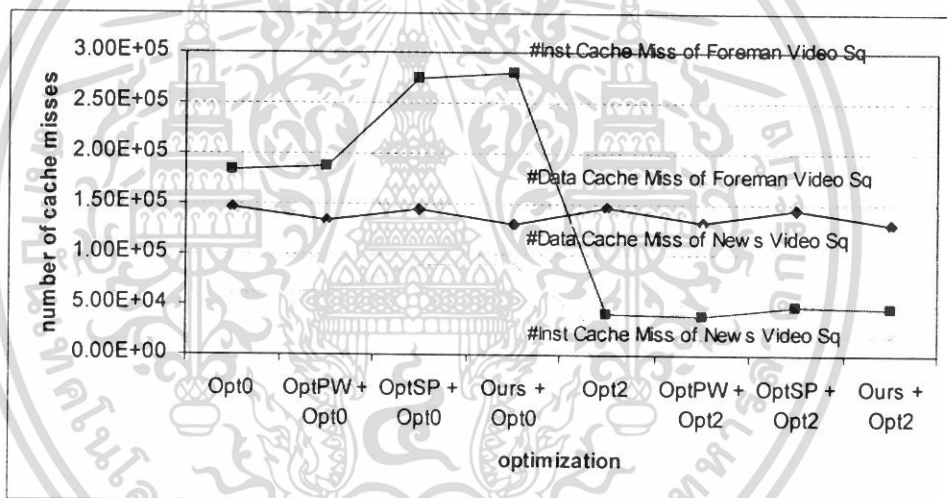 3.00E+05
2.50E+05
2.00E+05
1.50E+05
1.00E+05
5.00E+04
0.00E+00
number of cache misses
#Inst Cache Miss of Foreman Video Sq
#Data Cache Miss of Foreman Video Sq
#Data Cache Miss of News Video Sq
#Inst Cache Miss of News Video Sq
Opt0
OptPW +
Opt0
OptSP +
Opt0
Ours +
Opt0
Opt2
OptPW +
Opt2
OptSP +
Opt2
Ours +
Opt2
optimization